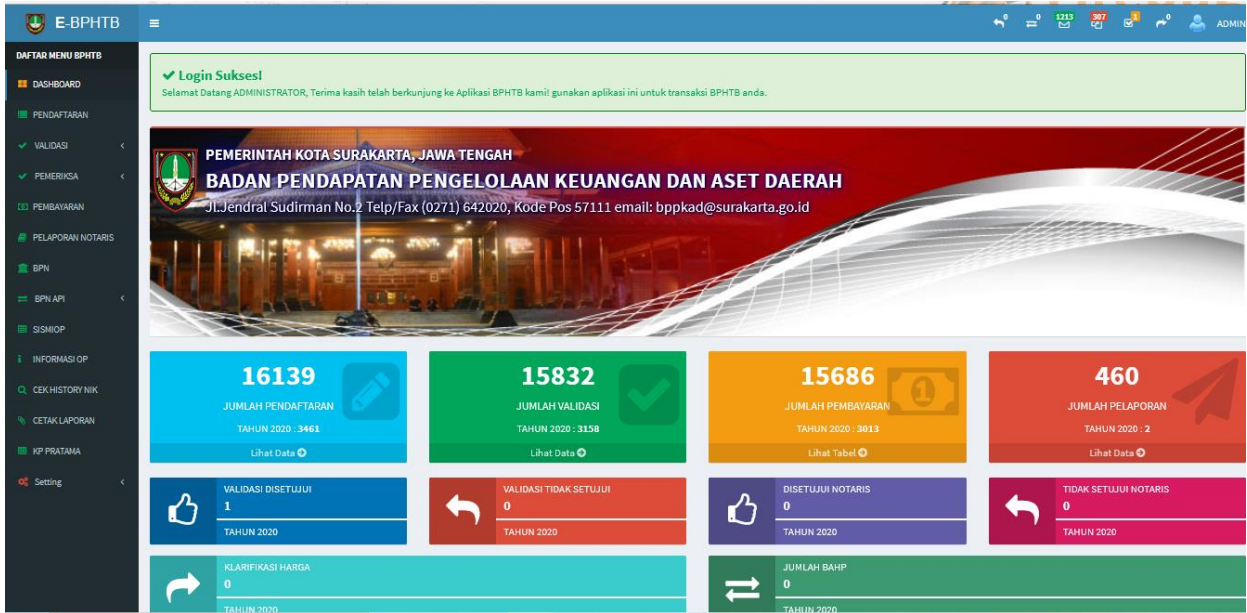 E-BPHTB
0
0
1213
307
1
0
ADMIN
DAFTAR MENU BPHTB
DASHBOARD
PENDAFTARAN
VALIDASI
PEMERIKSA
PEMBAYARAN
PELAPORAN NOTARIS
BPN
BPN API
SISMIOP
INFORMASI OP
CEK HISTORY NIK
CETAK LAPORAN
KP PRATAMA
Setting
Login Sukses!
Selamat Datang ADMINISTRATOR, Terima kasih telah berkunjung ke Aplikasi BPHTB kami! gunakan aplikasi ini untuk transaksi BPHTB anda.
PEMERINTAH KOTA SURAKARTA, JAWA TENGAH
BADAN PENDAPATAN PENGELOLAAN KEUANGAN DAN ASET DAERAH
Jl.Jendral Sudirman No.2 Telp/Fax (0271) 642020, Kode Pos 57111 email: bppkad@surakarta.go.id
16139
JUMLAH PENDAFTARAN
TAHUN 2020 : 3461
Lihat Data
15832
JUMLAH VALIDASI
TAHUN 2020 : 3158
Lihat Data
15686
JUMLAH PEMBAYARAN
TAHUN 2020 : 3013
Lihat Tabel
1
460
JUMLAH PELAPORAN
TAHUN 2020 : 2
Lihat Data
VALIDASI DISETUJUI
1
TAHUN 2020
VALIDASI TIDAK SETUJUI
0
TAHUN 2020
DISETUJUI NOTARIS
0
TAHUN 2020
TIDAK SETUJUI NOTARIS
0
TAHUN 2020
KLARIFIKASI HARGA
0
TAHUN 2020
JUMLAH BAHP
0
TAHUN 2020